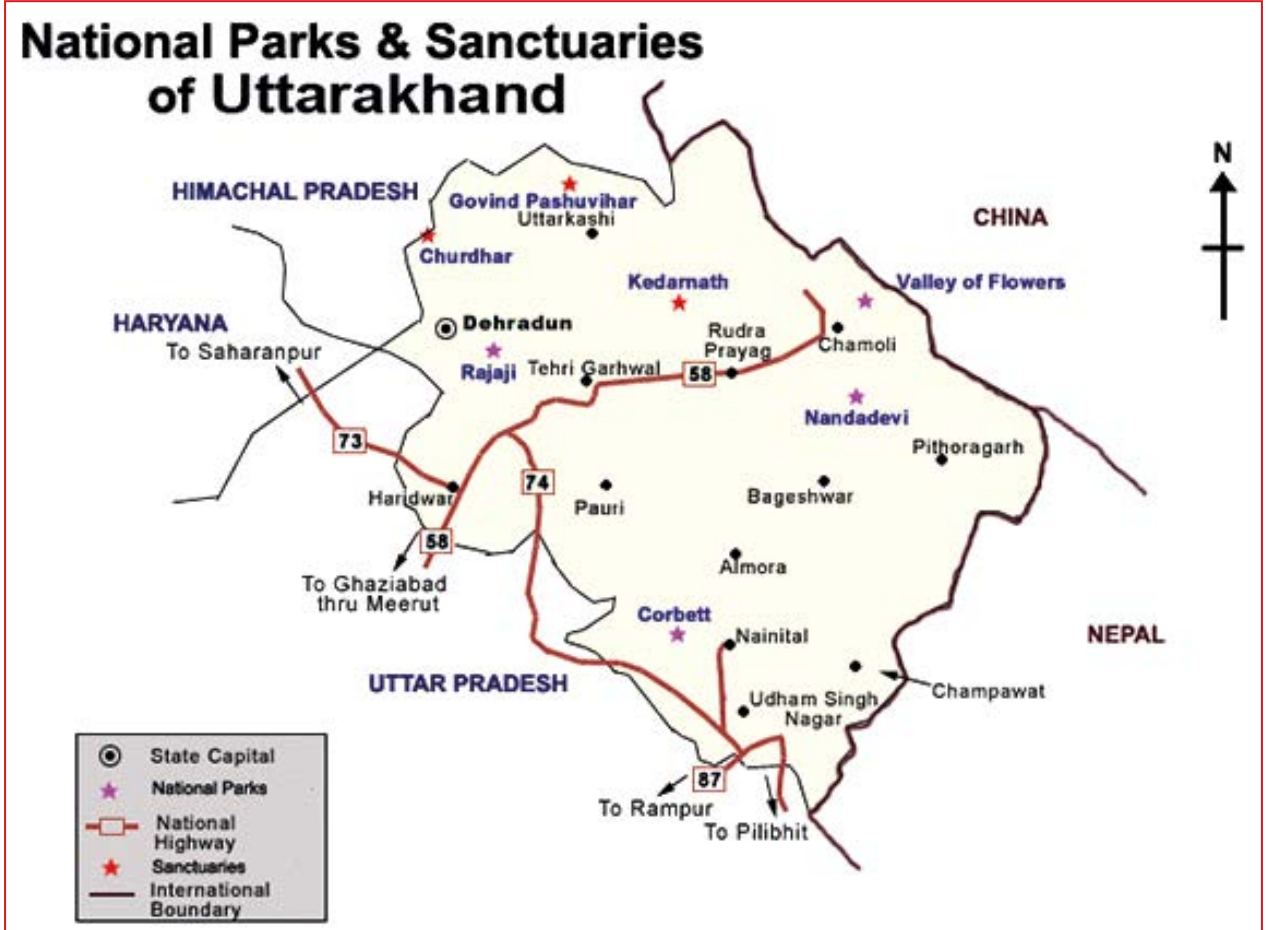 National Parks & Sanctuaries
of Uttarakhand
N
HIMACHAL PRADESH
Govind Pashuvihar
Uttarkashi
CHINA
Churdhar
Kedarnath
Valley of Flowers
HARYANA
Dehradun
To Saharanpur
Rudra
Prayag
Chamoli
Rajaji
Tehri Garhwal
58
Nandadevi
73
Pithoragarh
74
Haridwar
Pauri
Bageshwar
58
Almora
To Ghaziabad
thru Meerut
Corbett
Nainital
NEPAL
UTTAR PRADESH
Champawat
Udham Singh
Nagar
87
To Rampur
To Pilibhit
State Capital
National Parks
National
Highway
Sanctuaries
International
Boundary